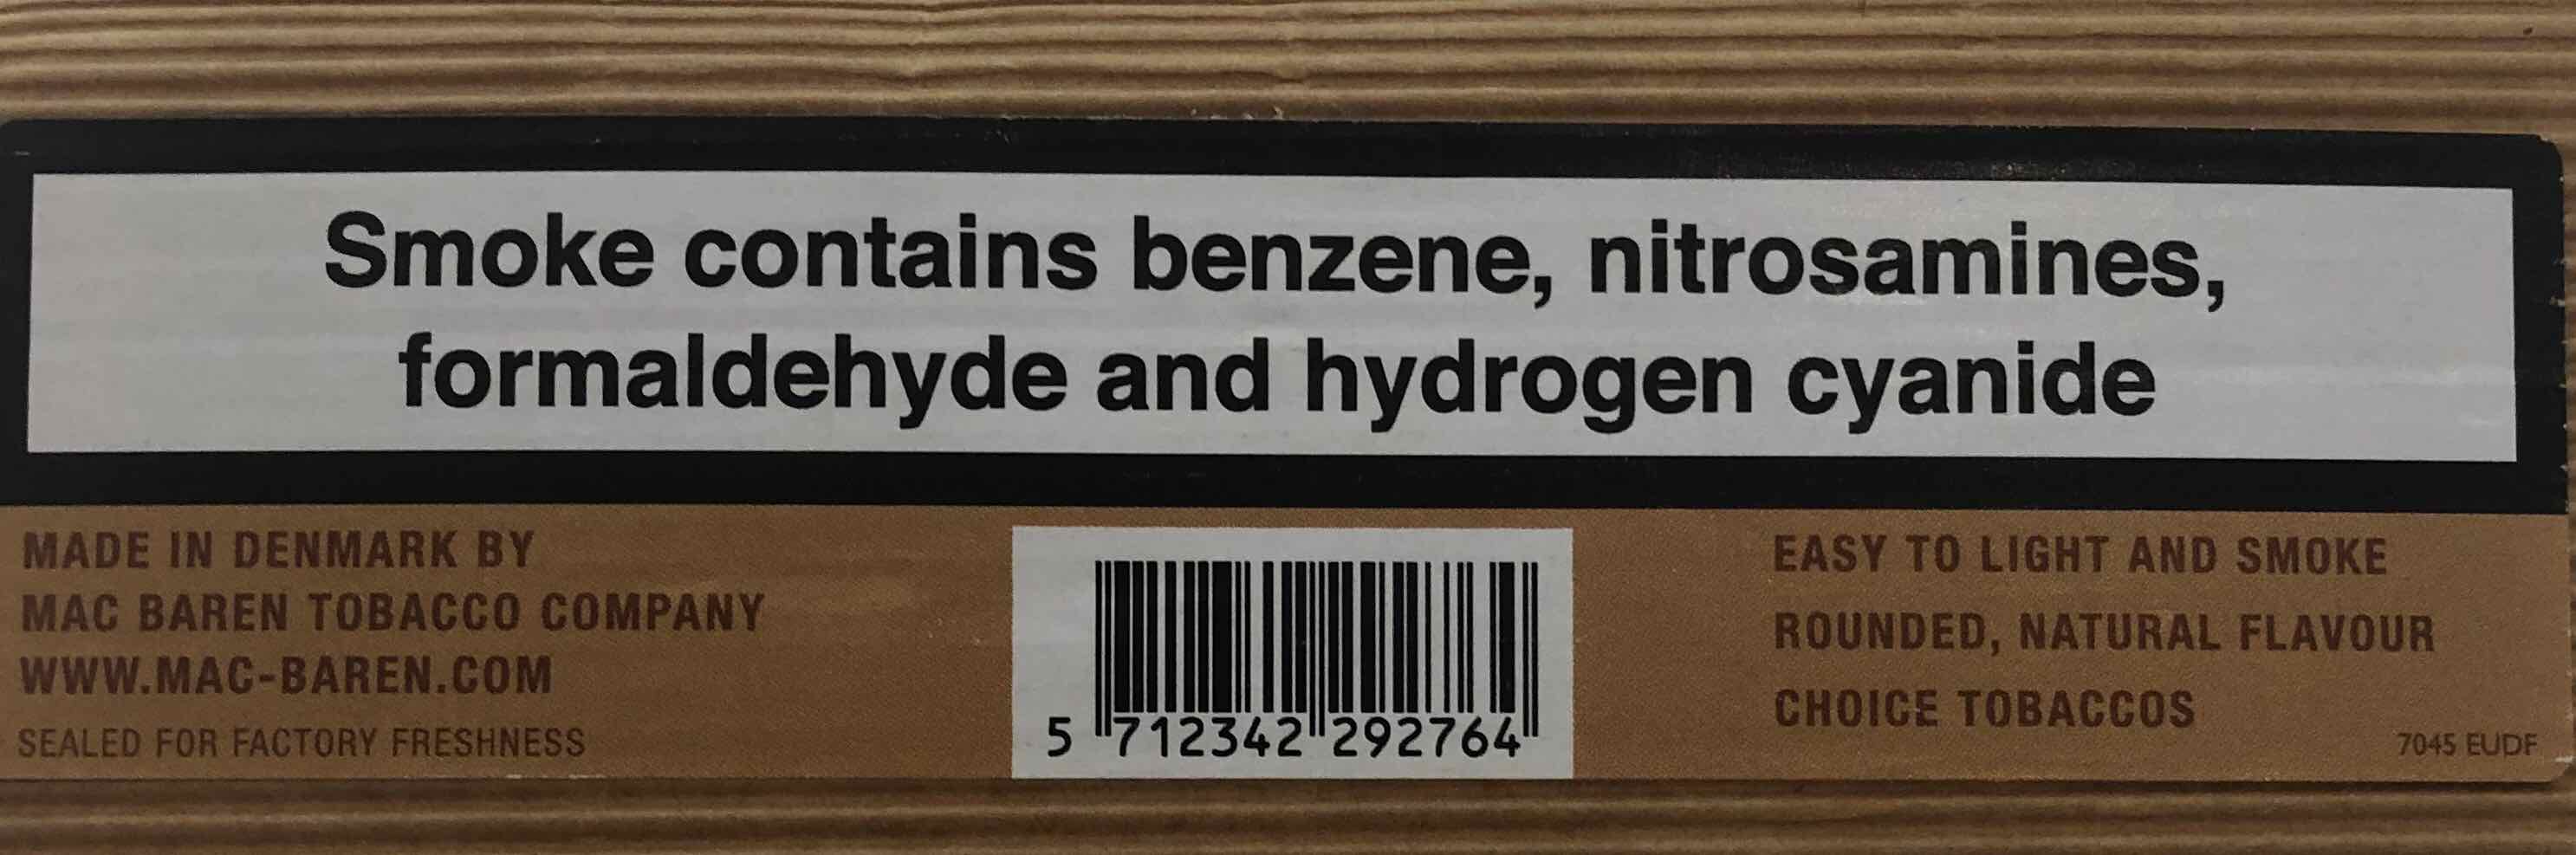 Smoke contains benzene, nitrosamines,
formaldehyde and hydrogen cyanide
MADE IN DENMARK BY
MAC BAREN TOBACCO COMPANY
WWW.MAC-BAREN.COM
SEALED FOR FACTORY FRESHNESS
5 712342 292764
EASY TO LIGHT AND SMOKE
ROUNDED, NATURAL FLAVOUR
CHOICE TOBACCOS
7045 EUDF